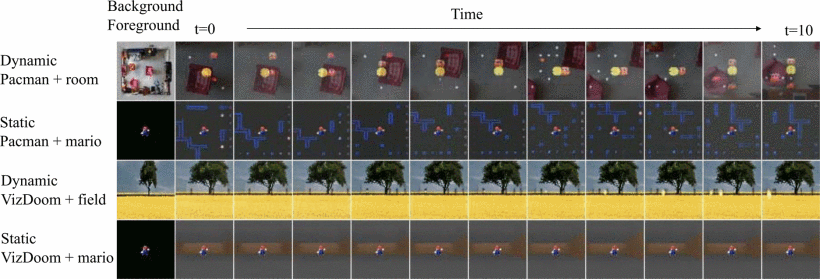 Background
Foreground
Time
t=0
t=10
Dynamic
Pacman + room
Static
Pacman + mario
Dynamic
VizDoom + field
Static
VizDoom + mario